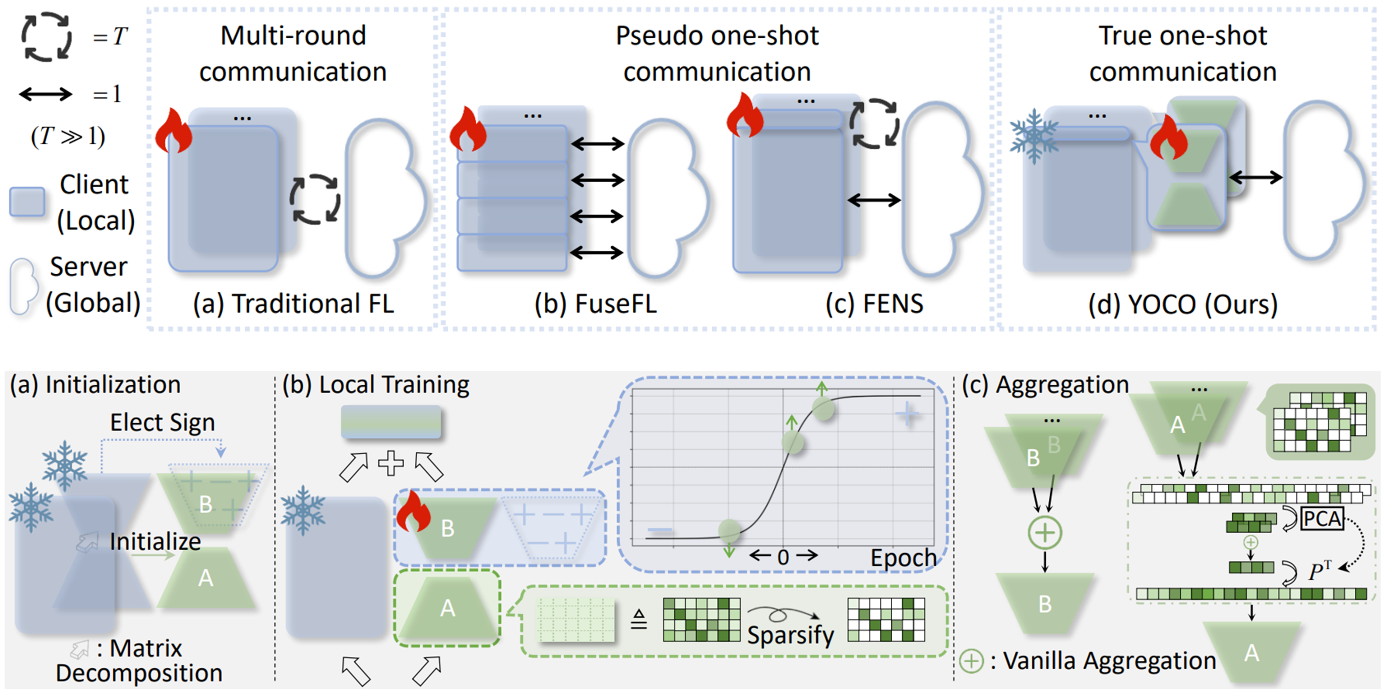 = T
= 1
(T ≫ 1)
Client
(Local)
Server
(Global)
Multi-round
communication
...
(a) Traditional FL
Pseudo one-shot
communication
...
(b) FuseFL
...
(c) FENS
True one-shot
communication
...
(d) YOCO (Ours)
(a) Initialization
Elect Sign
B
Initialize
A
: Matrix
Decomposition
(b) Local Training
B
A
0
Epoch
≜
Sparsify
(c) Aggregation
...
B
B
B
...
A
A
PCA
Pᵀ
A
: Vanilla Aggregation